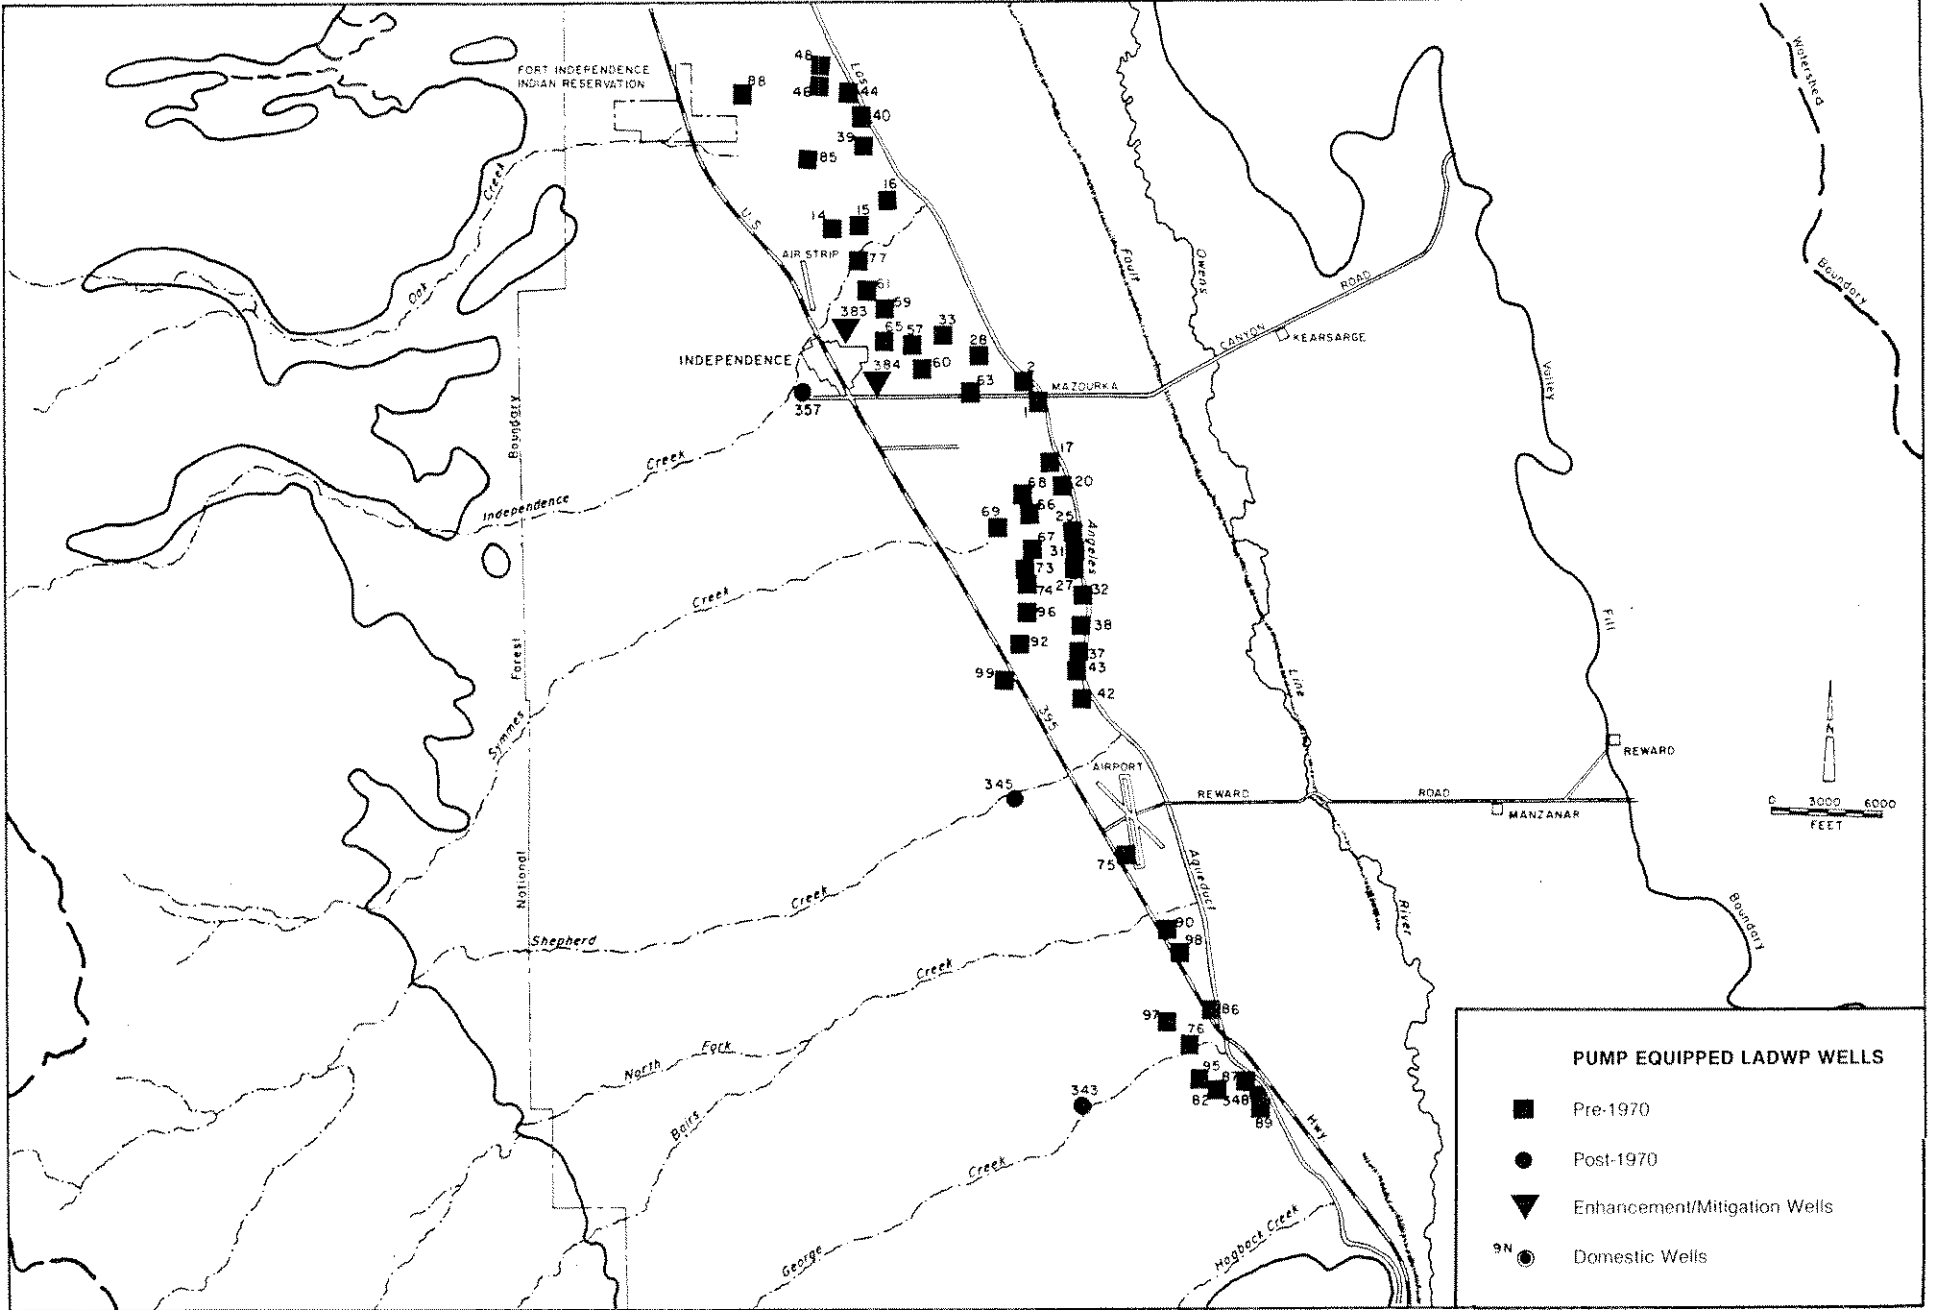 FORT INDEPENDENCE
INDIAN RESERVATION
88
48
46
Los
44
40
39
85
16
14
15
U.S.
AIR STRIP
77
61
59
383
65
57
33
28
INDEPENDENCE
384
60
63
2
1
357
MAZOURKA
CANYON
ROAD
KEARSARGE
Fault
Owens
Watershed
Boundary
Valley
Oak
Creek
Boundary
Independence
Creek
17
20
68
66
69
25
67
31
Angeles
73
74
27
32
96
38
92
37
99
43
42
395
Line
Fill
Forest
Symmes
Creek
REWARD
N
0 3000 6000
FEET
345
AIRPORT
REWARD
ROAD
MANZANAR
75
Aqueduct
National
Shepherd
Creek
90
98
River
Boundary
Creek
97
86
76
North
Fork
Bairs
95
87
82
348
89
343
Creek
Hwy
George
Hogback Creek
PUMP EQUIPPED LADWP WELLS
Pre-1970
Post-1970
Enhancement/Mitigation Wells
9N Domestic Wells